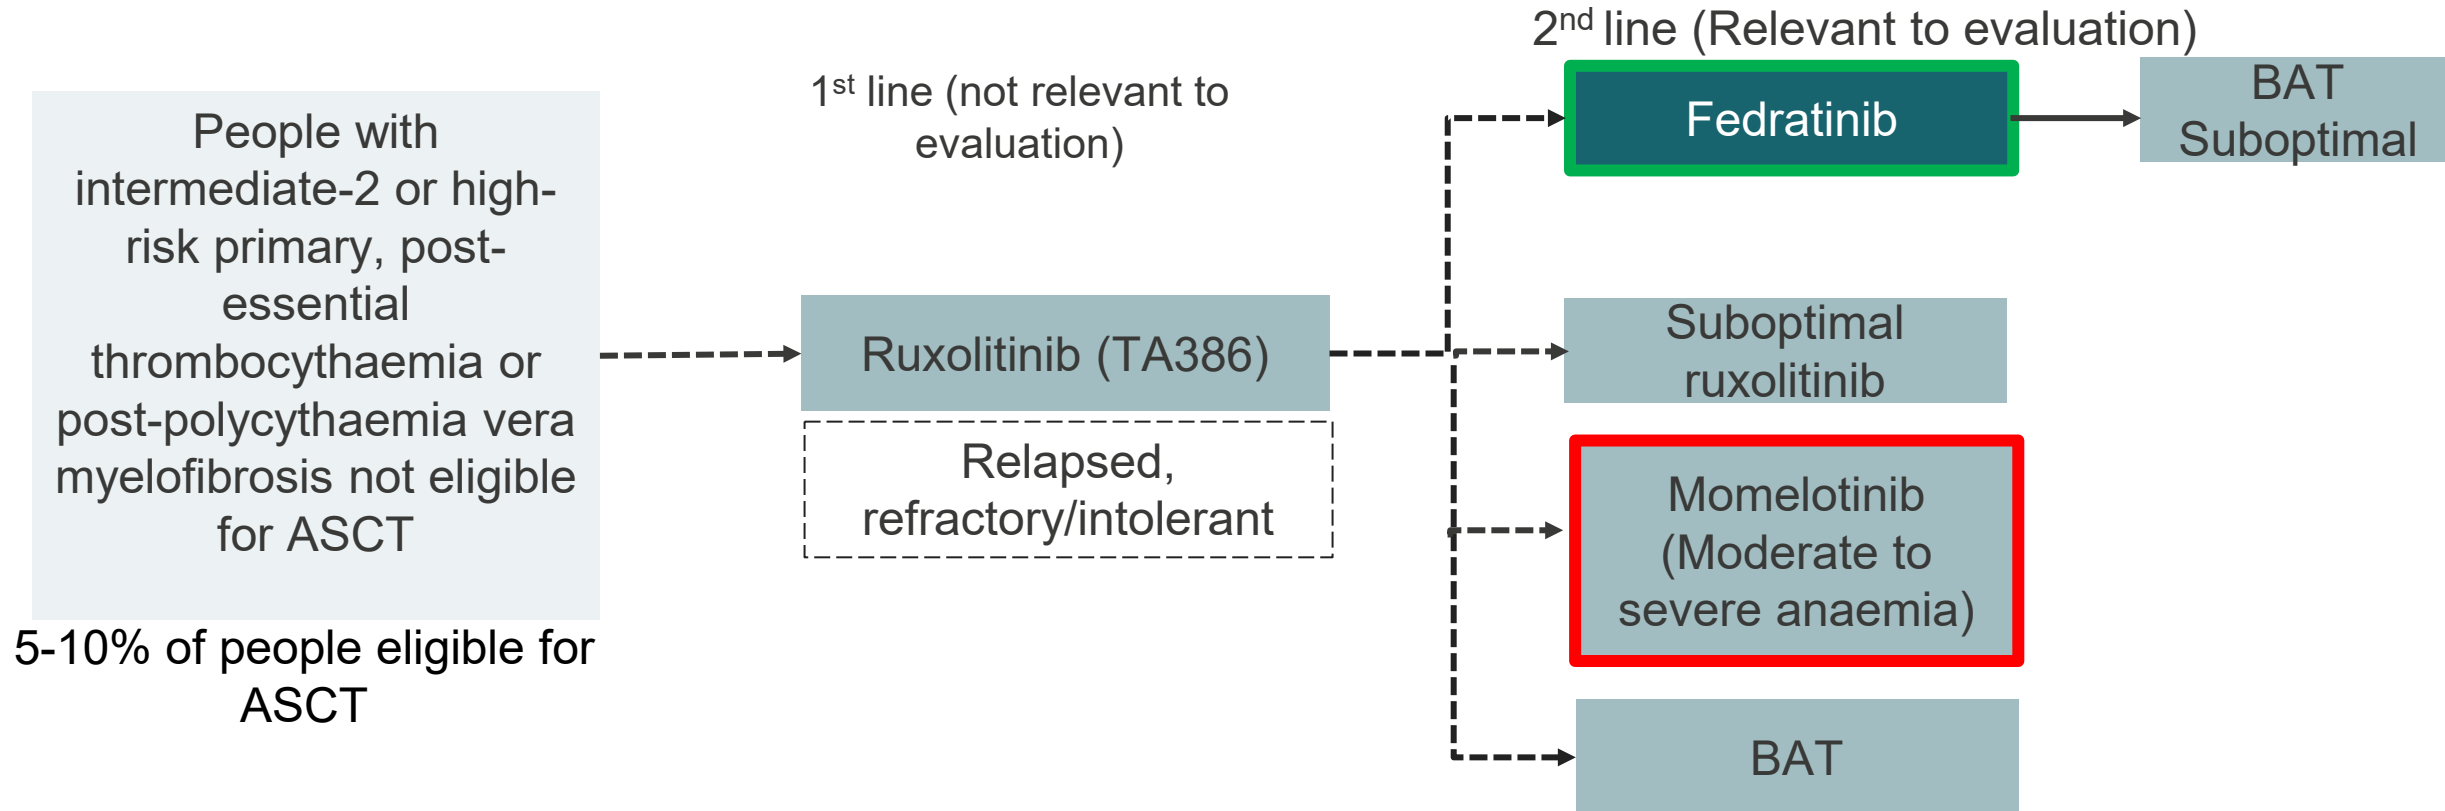 People with
intermediate-2 or high-
risk primary, post-
essential
thrombocythaemia or
post-polycythaemia vera
myelofibrosis not eligible
for ASCT
5-10% of people eligible for
ASCT
1st line (not relevant to
evaluation)
Ruxolitinib (TA386)
Relapsed,
refractory/intolerant
2nd line (Relevant to evaluation)
Fedratinib
BAT
Suboptimal
Suboptimal
ruxolitinib
Momelotinib
(Moderate to
severe anaemia)
BAT